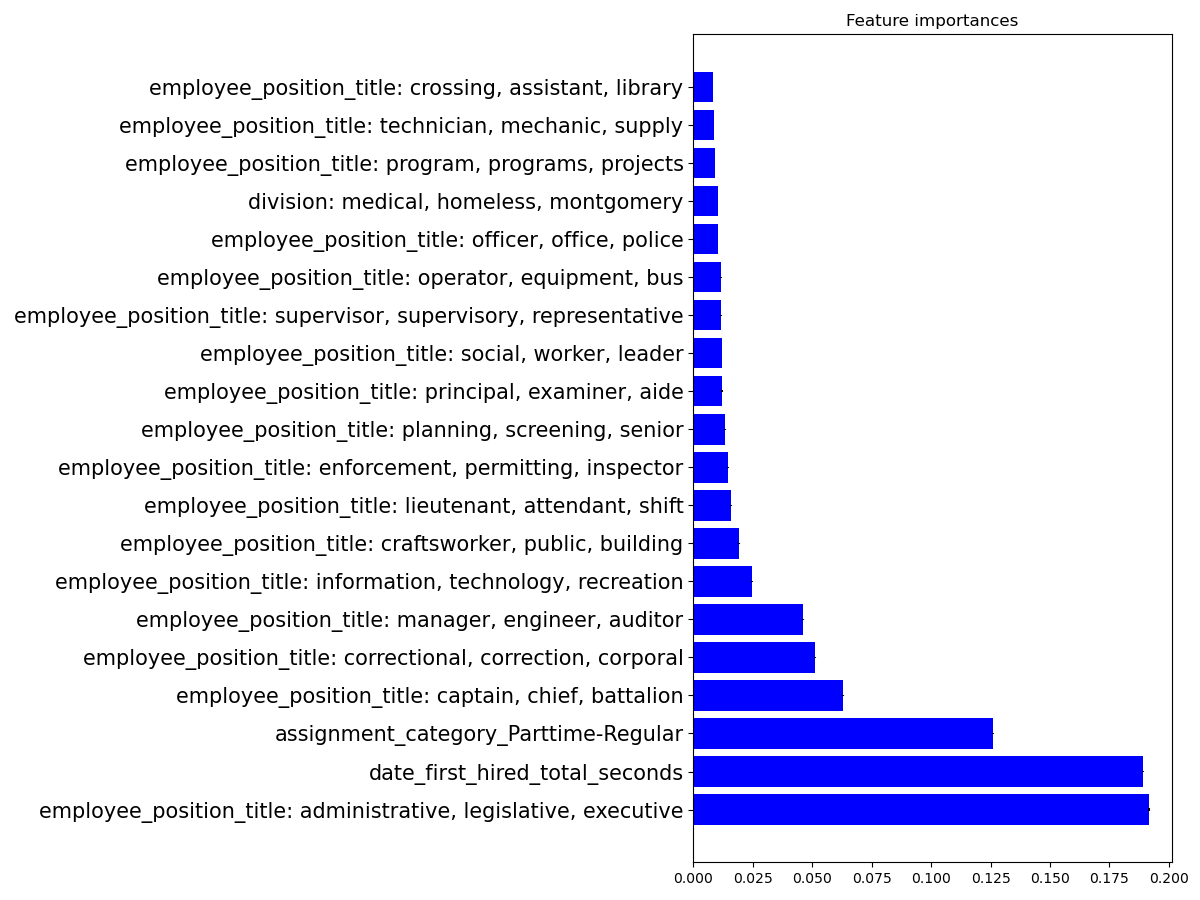 Feature importances
employee_position_title: crossing, assistant, library
employee_position_title: technician, mechanic, supply
employee_position_title: program, programs, projects
division: medical, homeless, montgomery
employee_position_title: officer, office, police
employee_position_title: operator, equipment, bus
employee_position_title: supervisor, supervisory, representative
employee_position_title: social, worker, leader
employee_position_title: principal, examiner, aide
employee_position_title: planning, screening, senior
employee_position_title: enforcement, permitting, inspector
employee_position_title: lieutenant, attendant, shift
employee_position_title: craftsworker, public, building
employee_position_title: information, technology, recreation
employee_position_title: manager, engineer, auditor
employee_position_title: correctional, correction, corporal
employee_position_title: captain, chief, battalion
assignment_category_Parttime-Regular
date_first_hired_total_seconds
employee_position_title: administrative, legislative, executive
0.000 0.025 0.050 0.075 0.100 0.125 0.150 0.175 0.200